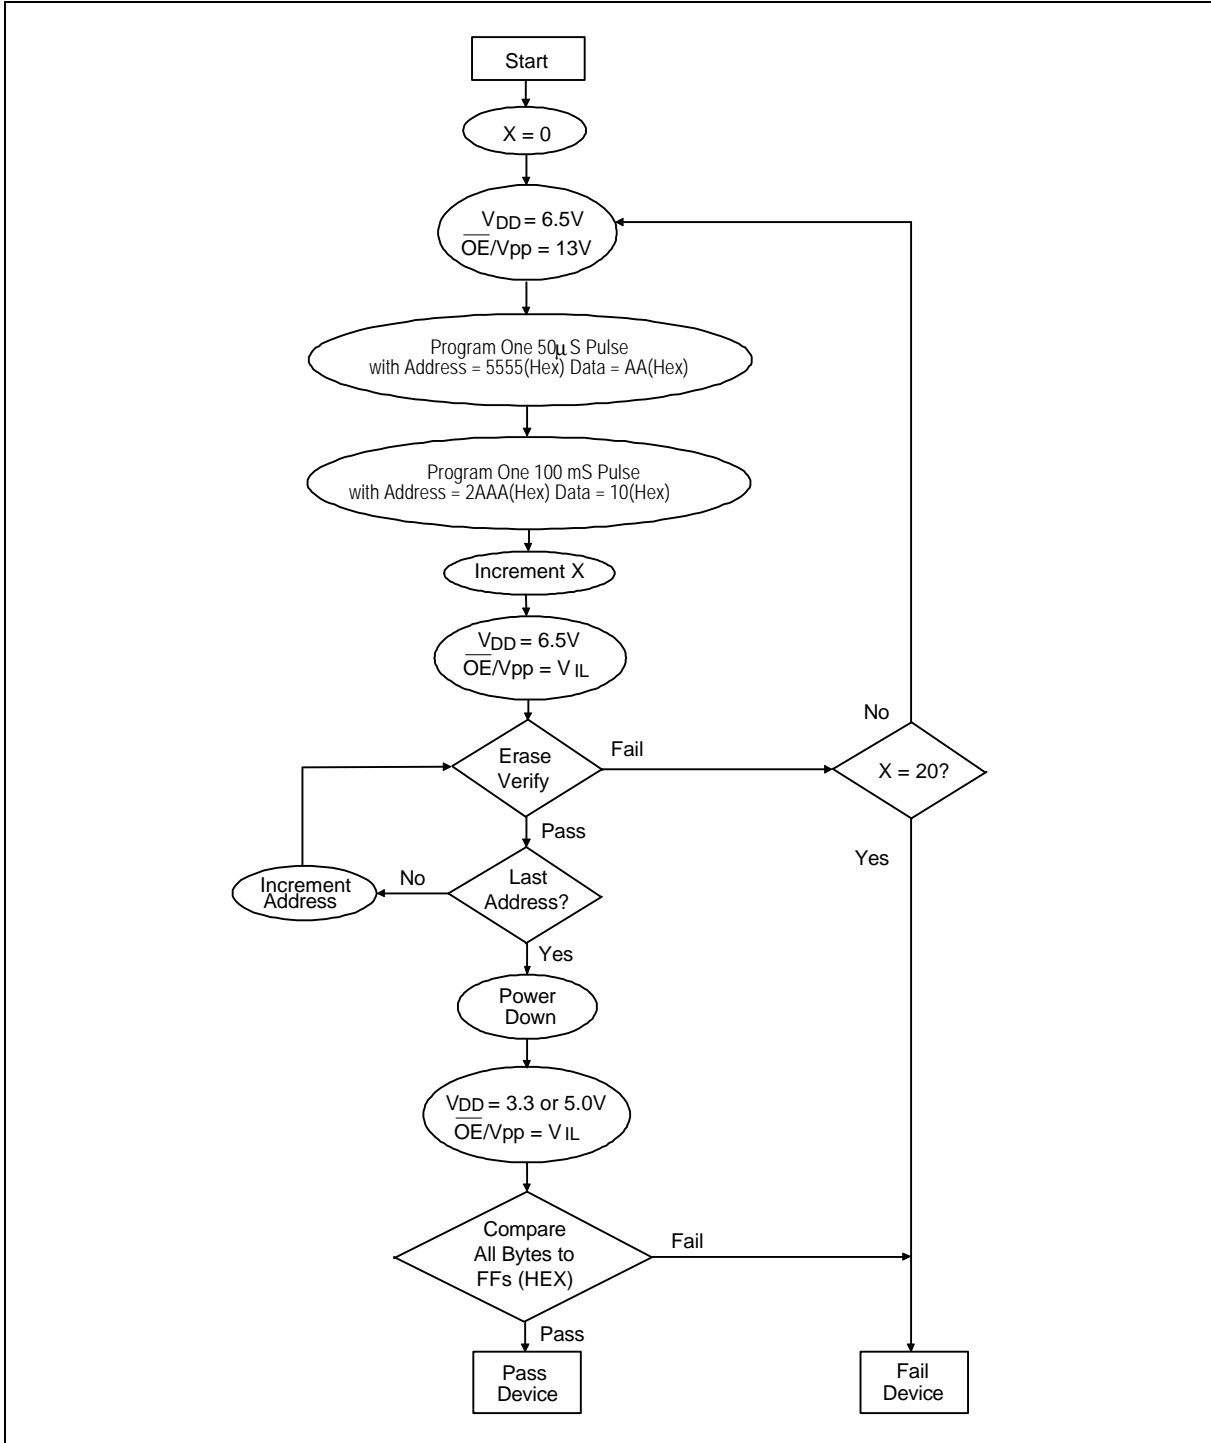 Start
X = 0
VDD = 6.5V
OE/Vpp = 13V
Program One 50μS Pulse
with Address = 5555(Hex) Data = AA(Hex)
Program One 100 mS Pulse
with Address = 2AAA(Hex) Data = 10(Hex)
Increment X
VDD = 6.5V
OE/Vpp = VIL
No
Erase
Verify
Fail
X = 20?
Pass
Yes
Increment
Address
No
Last
Address?
Yes
Power
Down
VDD = 3.3 or 5.0V
OE/Vpp = VIL
Compare
All Bytes to
FFs (HEX)
Fail
Pass
Pass
Device
Fail
Device